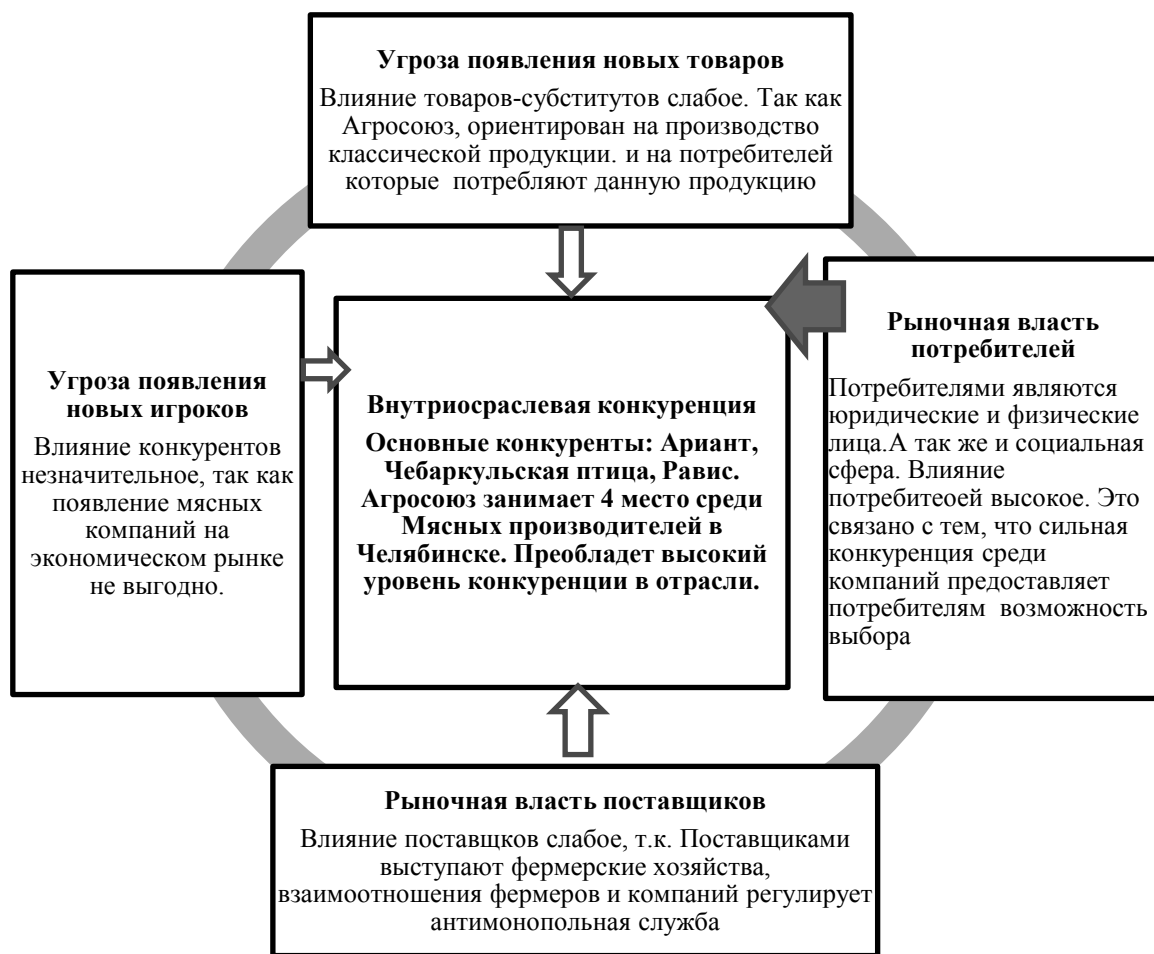 Угроза появления новых товаров
Влияние товаров-субститутов слабое. Так как
Агросоюз, ориентирован на производство
классической продукции. и на потребителей
которые потребляют данную продукцию
Угроза появления
новых игроков
Влияние конкурентов
незначительное, так как
появление мясных
компаний на
экономическом рынке
не выгодно.
Внутриосраслевая конкуренция
Основные конкуренты: Ариант,
Чебаркульская птица, Равис.
Агросоюз занимает 4 место среди
Мясных производителей в
Челябинске. Преобладет высокий
уровень конкуренции в отрасли.
Рыночная власть
потребителей
Потребителями являются
юридические и физические
лица.А так же и социальная
сфера. Влияние
потребитеоей высокое. Это
связано с тем, что сильная
конкуренция среди
компаний предоставляет
потребителям возможность
выбора
Рыночная власть поставщиков
Влияние поставщков слабое, т.к. Поставщиками
выступают фермерские хозяйства,
взаимоотношения фермеров и компаний регулирует
антимонопольная служба